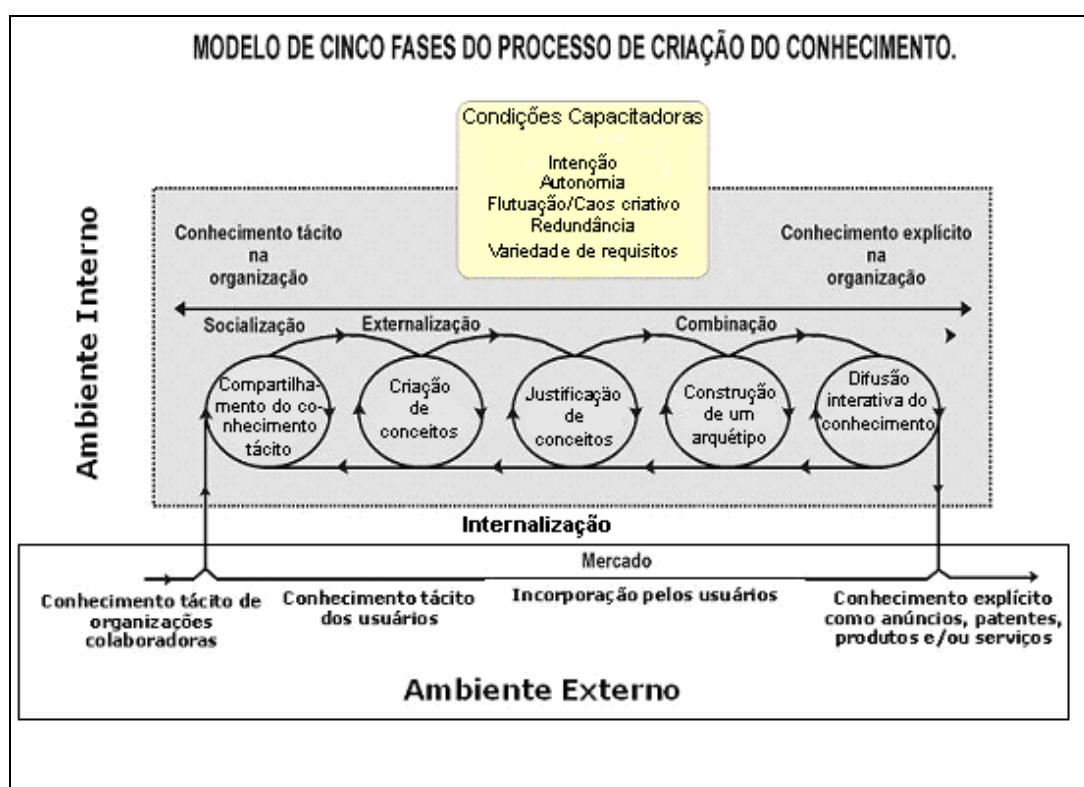 MODELO DE CINCO FASES DO PROCESSO DE CRIAÇÃO DO CONHECIMENTO.
Condições Capacitadoras
Intenção
Autonomia
Flutuação/Caos criativo
Redundância
Variedade de requisitos
Ambiente Interno
Conhecimento tácito
na
organização
Conhecimento explícito
na
organização
Socialização
Externalização
Combinação
Compartilha-
mento do co-
nhecimento
tácito
Criação
de
conceitos
Justificação
de
conceitos
Construção
de um
arquétipo
Difusão
interativa do
conhecimento
Internalização
Mercado
Conhecimento tácito de
organizações
colaboradoras
Conhecimento tácito
dos usuários
Incorporação pelos usuários
Conhecimento explícito
como anúncios, patentes,
produtos e/ou serviços
Ambiente Externo